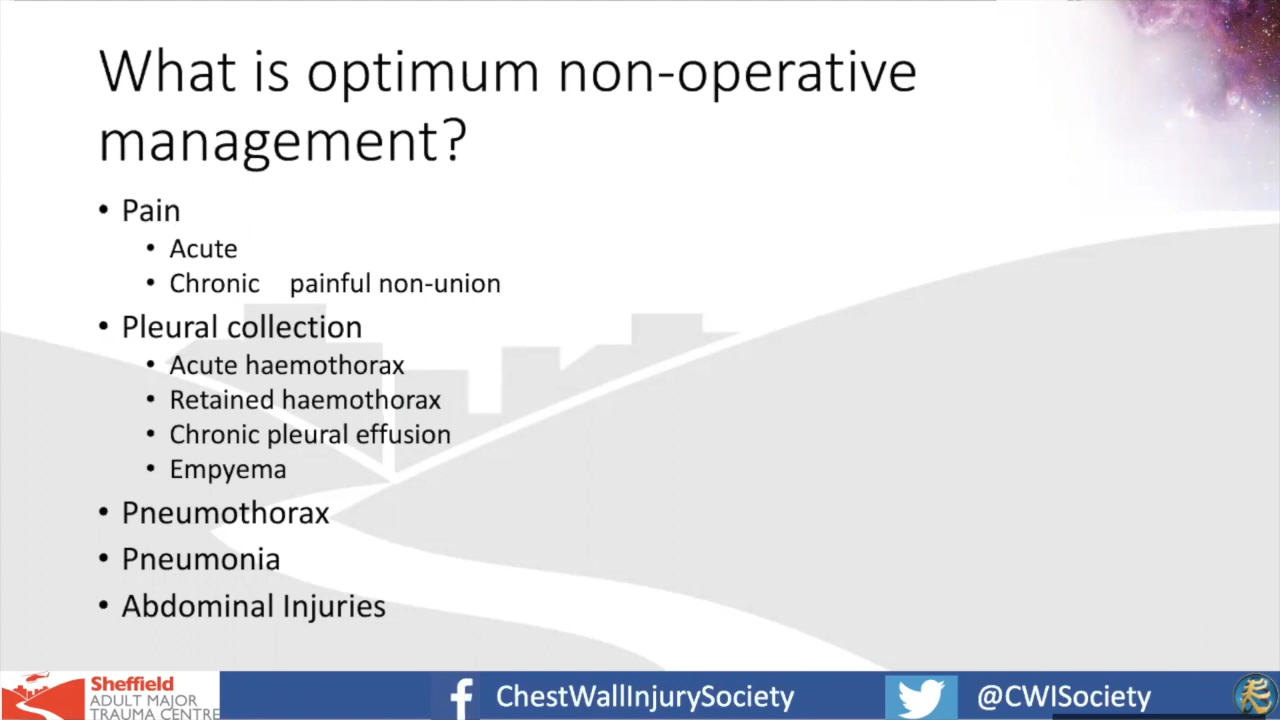 What is optimum non-operative
management?
• Pain
• Acute
• Chronic painful non-union
• Pleural collection
• Acute haemothorax
• Retained haemothorax
• Chronic pleural effusion
• Empyema
• Pneumothorax
• Pneumonia
• Abdominal Injuries
Sheffield
ADULT MAJOR
TRAUMA CENTRE
ChestWallInjurySociety
@CWISociety